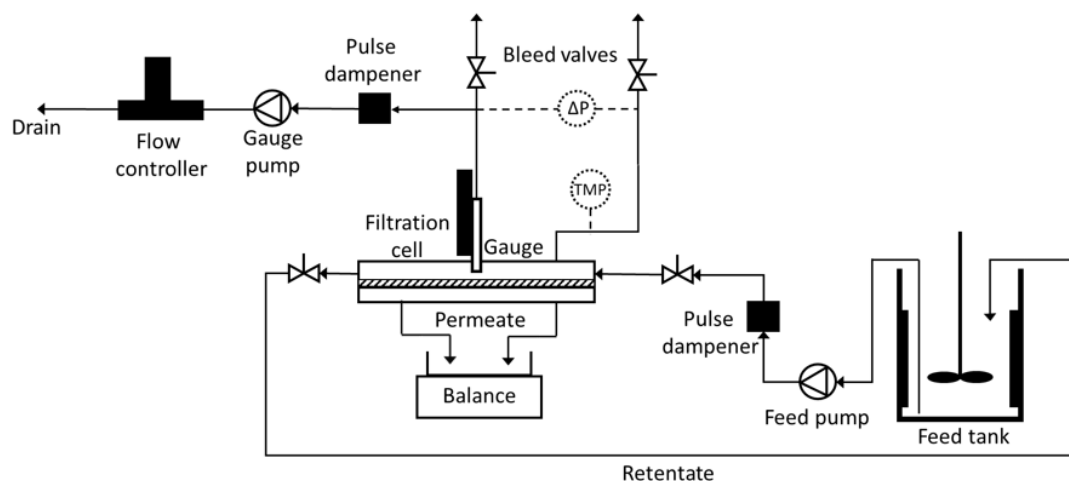 Pulse
dampener
Bleed valves
ΔP
Drain
Flow
controller
Gauge
pump
TMP
Filtration
cell
Gauge
Permeate
Balance
Pulse
dampener
Feed pump
Feed tank
Retentate